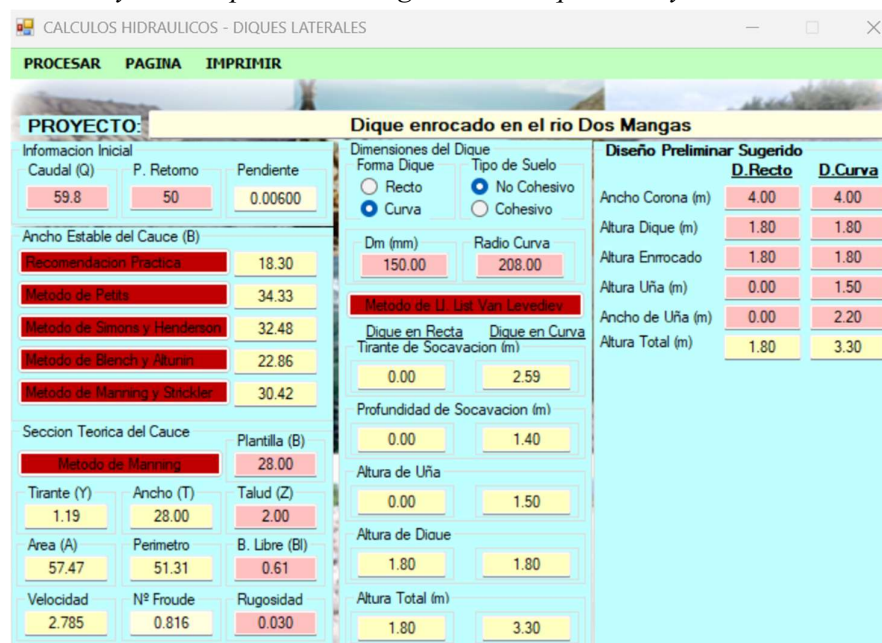 CALCULOS HIDRAULICOS - DIQUES LATERALES
PROCESAR PAGINA IMPRIMIR
PROYECTO: Dique enrocado en el rio Dos Mangas
Informacion Inicial
Caudal (Q) P. Retorno Pendiente
59.8 50 0.00600
Ancho Estable del Cauce (B)
Recomendacion Practica 18.30
Metodo de Petits 34.33
Metodo de Simons y Henderson 32.48
Metodo de Blench y Altunin 22.86
Metodo de Manning y Strickler 30.42
Seccion Teorica del Cauce
Plantilla (B)
Metodo de Manning 28.00
Tirante (Y) Ancho (T) Talud (Z)
1.19 28.00 2.00
Area (A) Perimetro B. Libre (Bl)
57.47 51.31 0.61
Velocidad Nº Froude Rugosidad
2.785 0.816 0.030
Dimensiones del Dique
Forma Dique Tipo de Suelo
Recto No Cohesivo
Curva Cohesivo
Dm (mm) Radio Curva
150.00 208.00
Metodo de Ll. List Van Levediev
Dique en Recta Dique en Curva
Tirante de Socavacion (m)
0.00 2.59
Profundidad de Socavacion (m)
0.00 1.40
Altura de Uña
0.00 1.50
Altura de Dique
1.80 1.80
Altura Total (m)
1.80 3.30
Diseño Preliminar Sugerido
D.Recto D.Curva
Ancho Corona (m) 4.00 4.00
Altura Dique (m) 1.80 1.80
Altura Enrrocado 1.80 1.80
Altura Uña (m) 0.00 1.50
Ancho de Uña (m) 0.00 2.20
Altura Total (m) 1.80 3.30